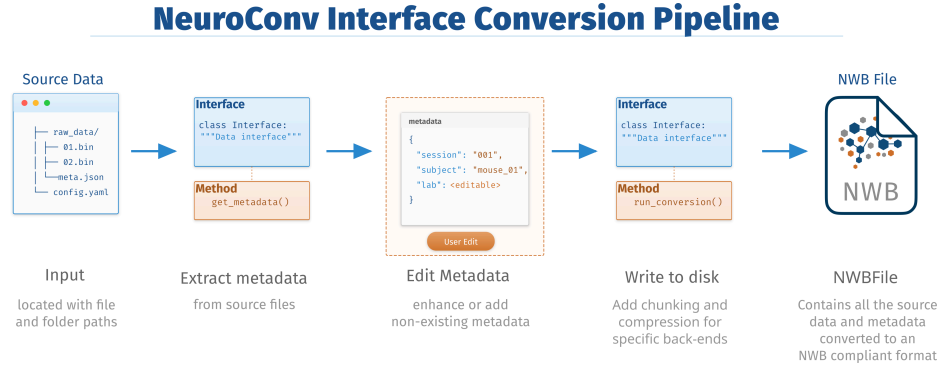 NeuroConv Interface Conversion Pipeline
Source Data
├── raw_data/
│ ├── 01.bin
│ ├── 02.bin
│ └──meta.json
└── config.yaml
Input
located with file
and folder paths
Interface
class Interface:
"""Data interface"""
Method
get_metadata()
Extract metadata
from source files
metadata
{
"session": "001",
"subject": "mouse_01",
"lab": <editable>
}
User Edit
Edit Metadata
enhance or add
non-existing metadata
Interface
class Interface:
"""Data interface"""
Method
run_conversion()
Write to disk
Add chunking and
compression for
specific back-ends
NWB File
NWB
NWBFile
Contains all the source
data and metadata
converted to an
NWB compliant format